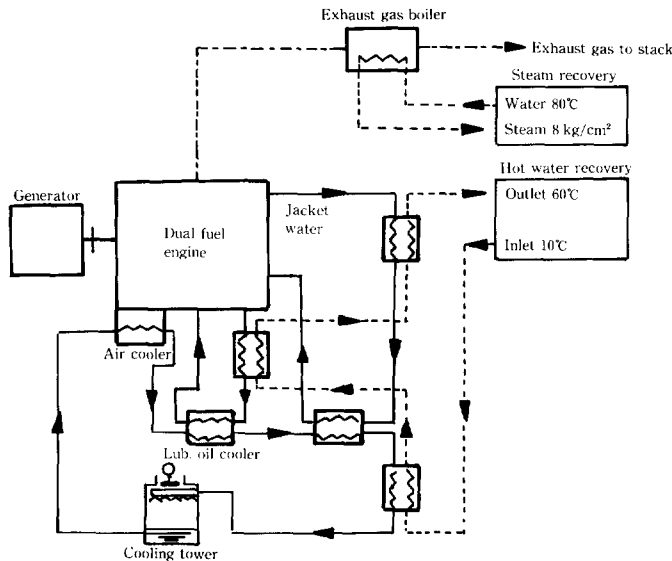 Exhaust gas boiler
Exhaust gas to stack
Steam recovery
Water 80℃
Steam 8 kg/cm²
Hot water recovery
Outlet 60℃
Inlet 10℃
Generator
Dual fuel
engine
Jacket
water
Air cooler
Lub. oil cooler
Cooling tower